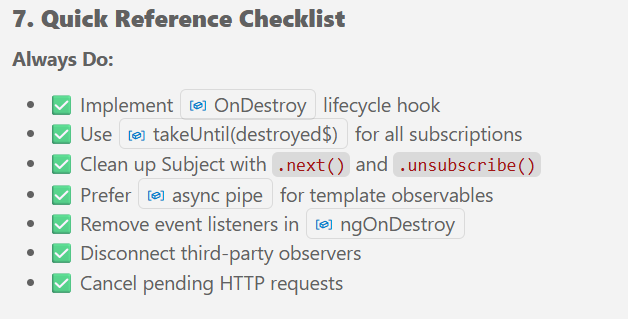 7. Quick Reference Checklist
Always Do:
• ✅ Implement OnDestroy lifecycle hook
• ✅ Use takeUntil(destroyed$) for all subscriptions
• ✅ Clean up Subject with .next() and .unsubscribe()
• ✅ Prefer async pipe for template observables
• ✅ Remove event listeners in ngOnDestroy
• ✅ Disconnect third-party observers
• ✅ Cancel pending HTTP requests